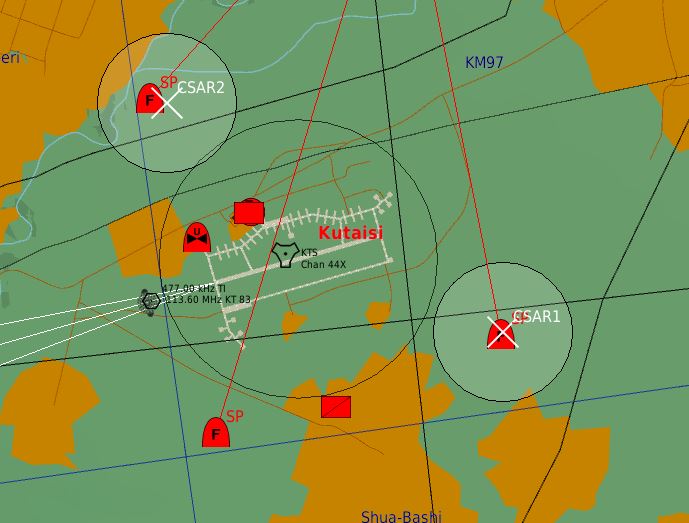 eri
SP
CSAR2
F
KM97
U
Kutaisi
KTS
Chan 44X
477.00 kHz TI
113.60 MHz KT 83
CSAR1
SP
F
Shua-Bashi